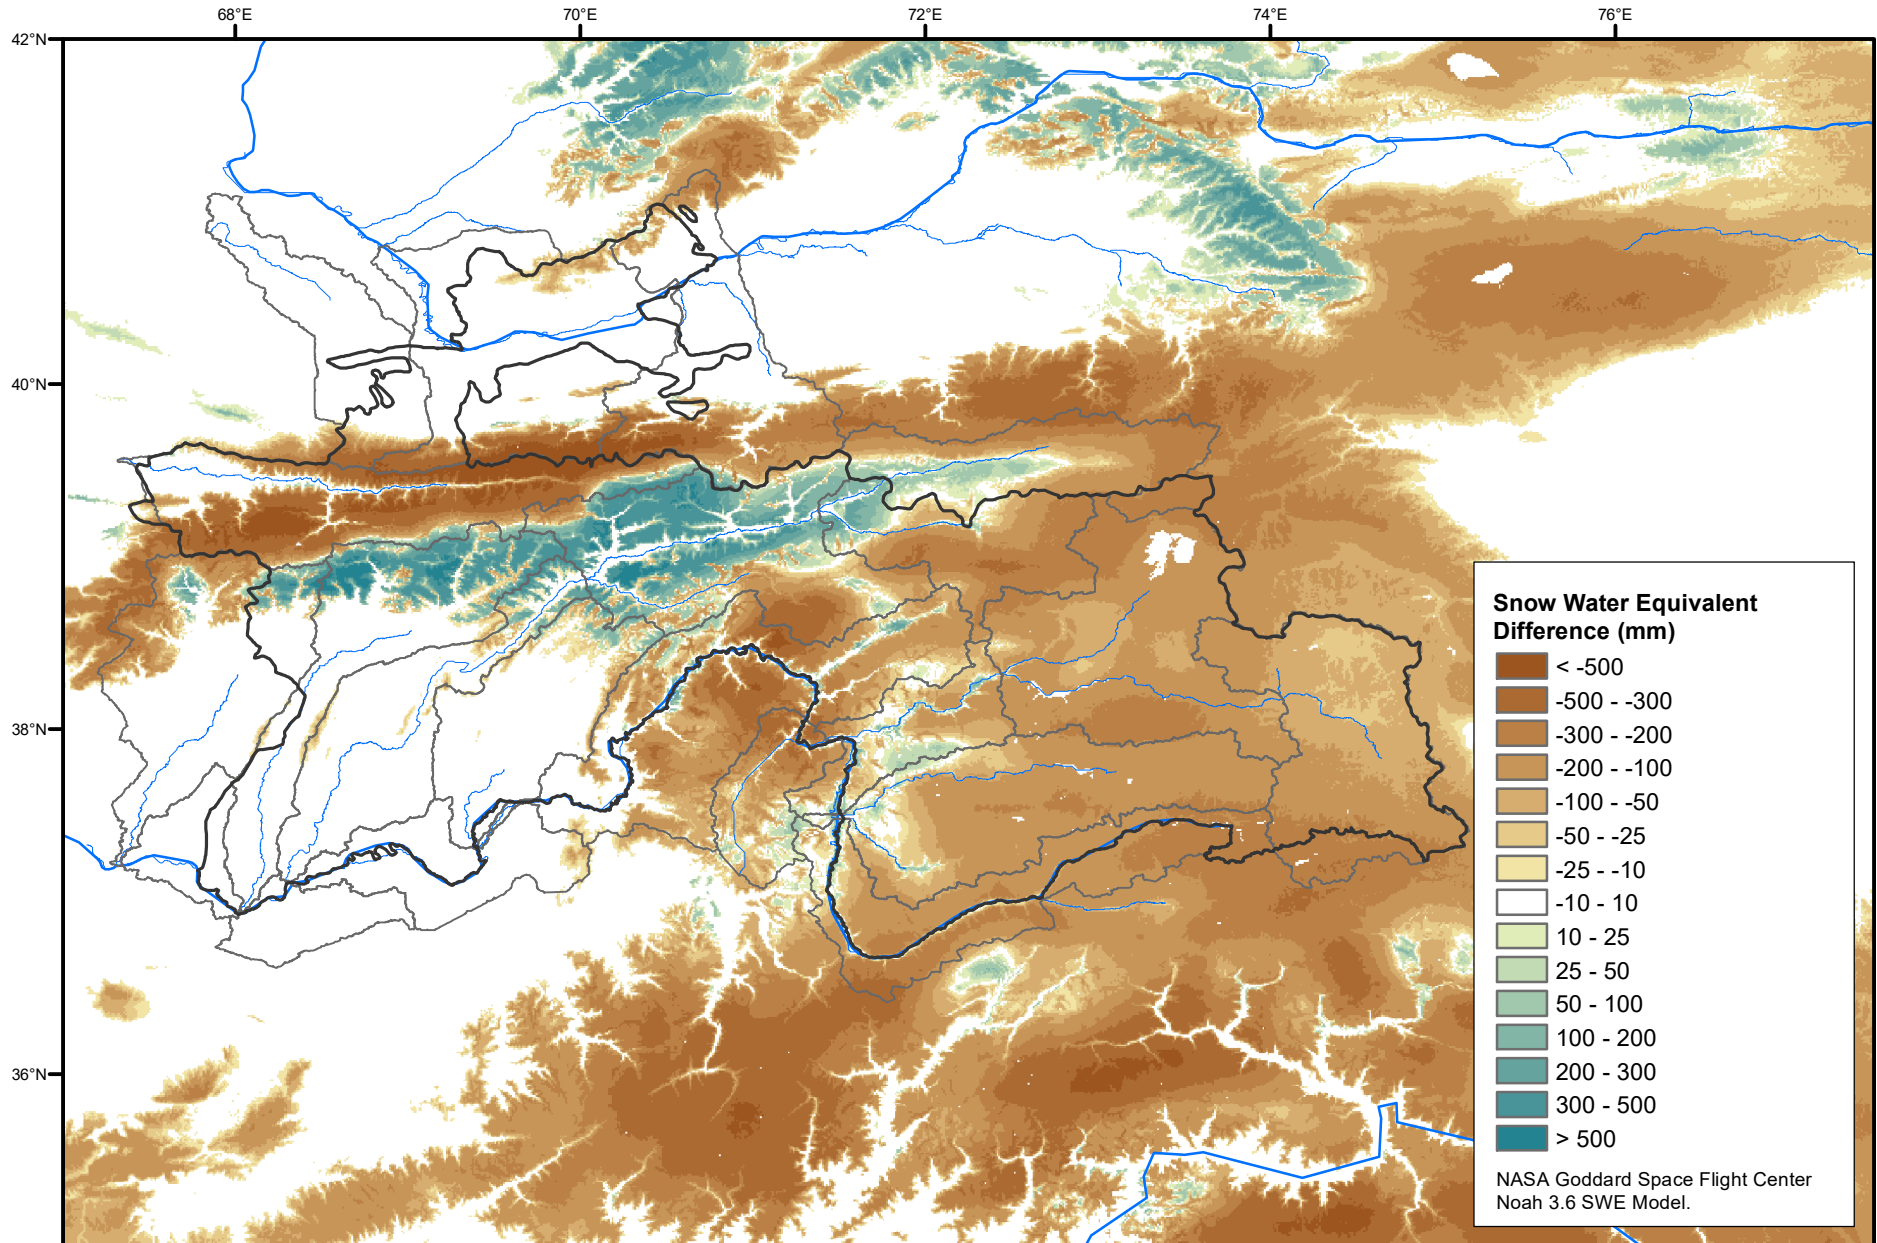 68°E
70°E
72°E
74°E
76°E
42°N
40°N
38°N
36°N
Snow Water Equivalent
Difference (mm)
< -500
-500 - -300
-300 - -200
-200 - -100
-100 - -50
-50 - -25
-25 - -10
-10 - 10
10 - 25
25 - 50
50 - 100
100 - 200
200 - 300
300 - 500
> 500
NASA Goddard Space Flight Center
Noah 3.6 SWE Model.